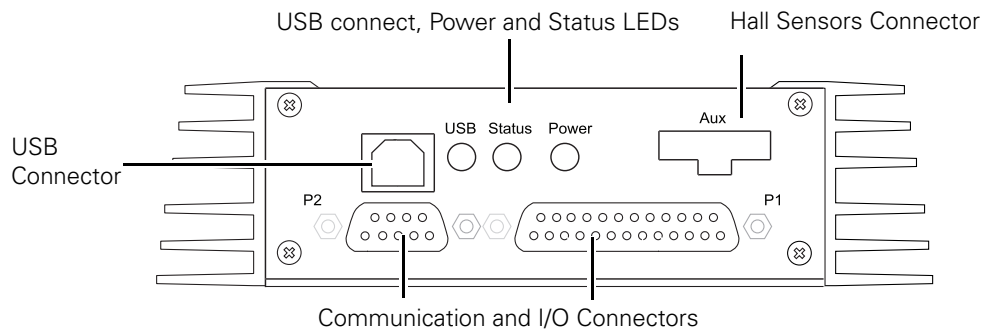 USB connect, Power and Status LEDs
Hall Sensors Connector
Aux
USB Status Power
USB
Connector
P2
P1
Communication and I/O Connectors